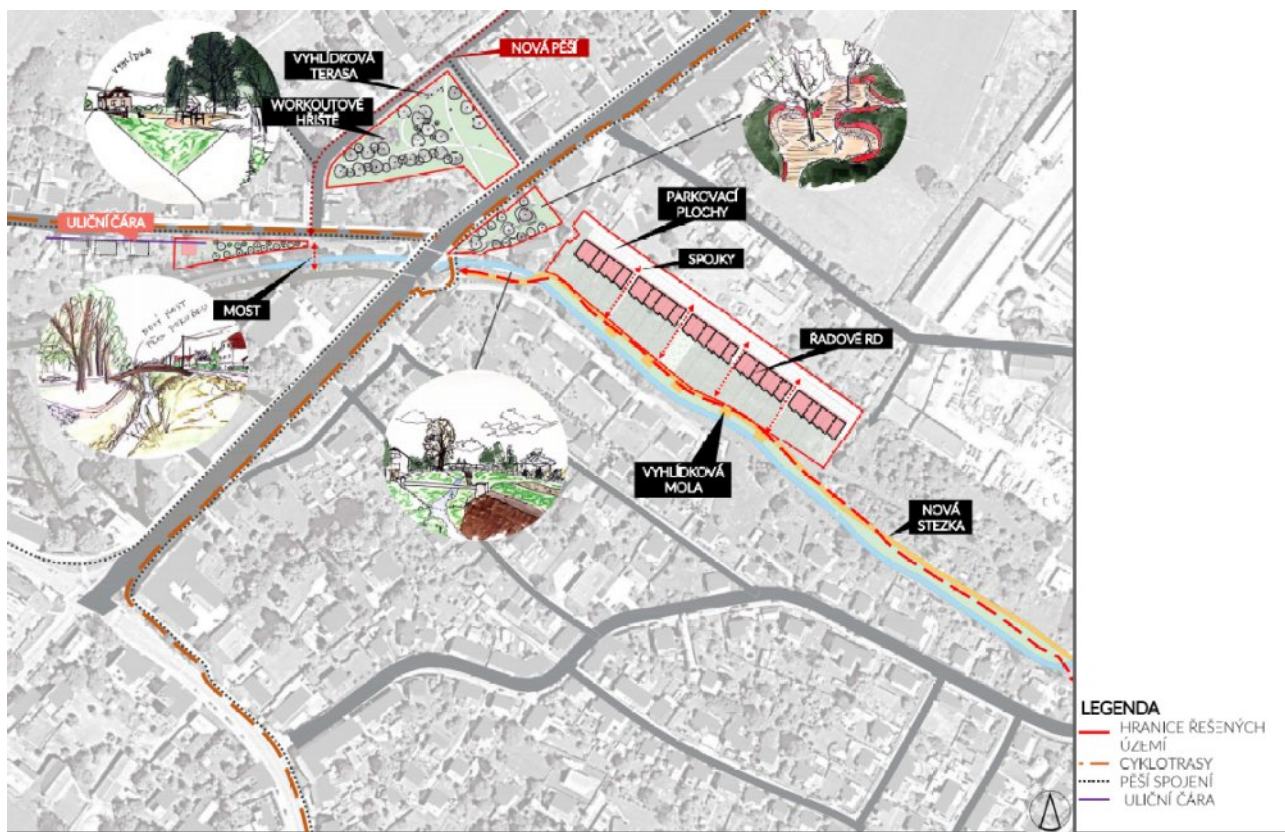 NOVÁ PĚŠÍ
VYHLÍDKOVÁ
TERASA
WORKOUTOVÉ
HŘIŠTĚ
VYHLÍDKA
PARKOVACÍ
PLOCHY
ULIČNÍ ČÁRA
SPOJKY
MOST
ŘADOVÉ RD
VYHLÍDKOVÁ
MOLA
NOVÁ
STEZKA
LEGENDA
HRANICE ŘEŠENÝCH
ÚZEMÍ
CYKLOTRASY
PĚŠÍ SPOJENÍ
ULIČNÍ ČÁRA